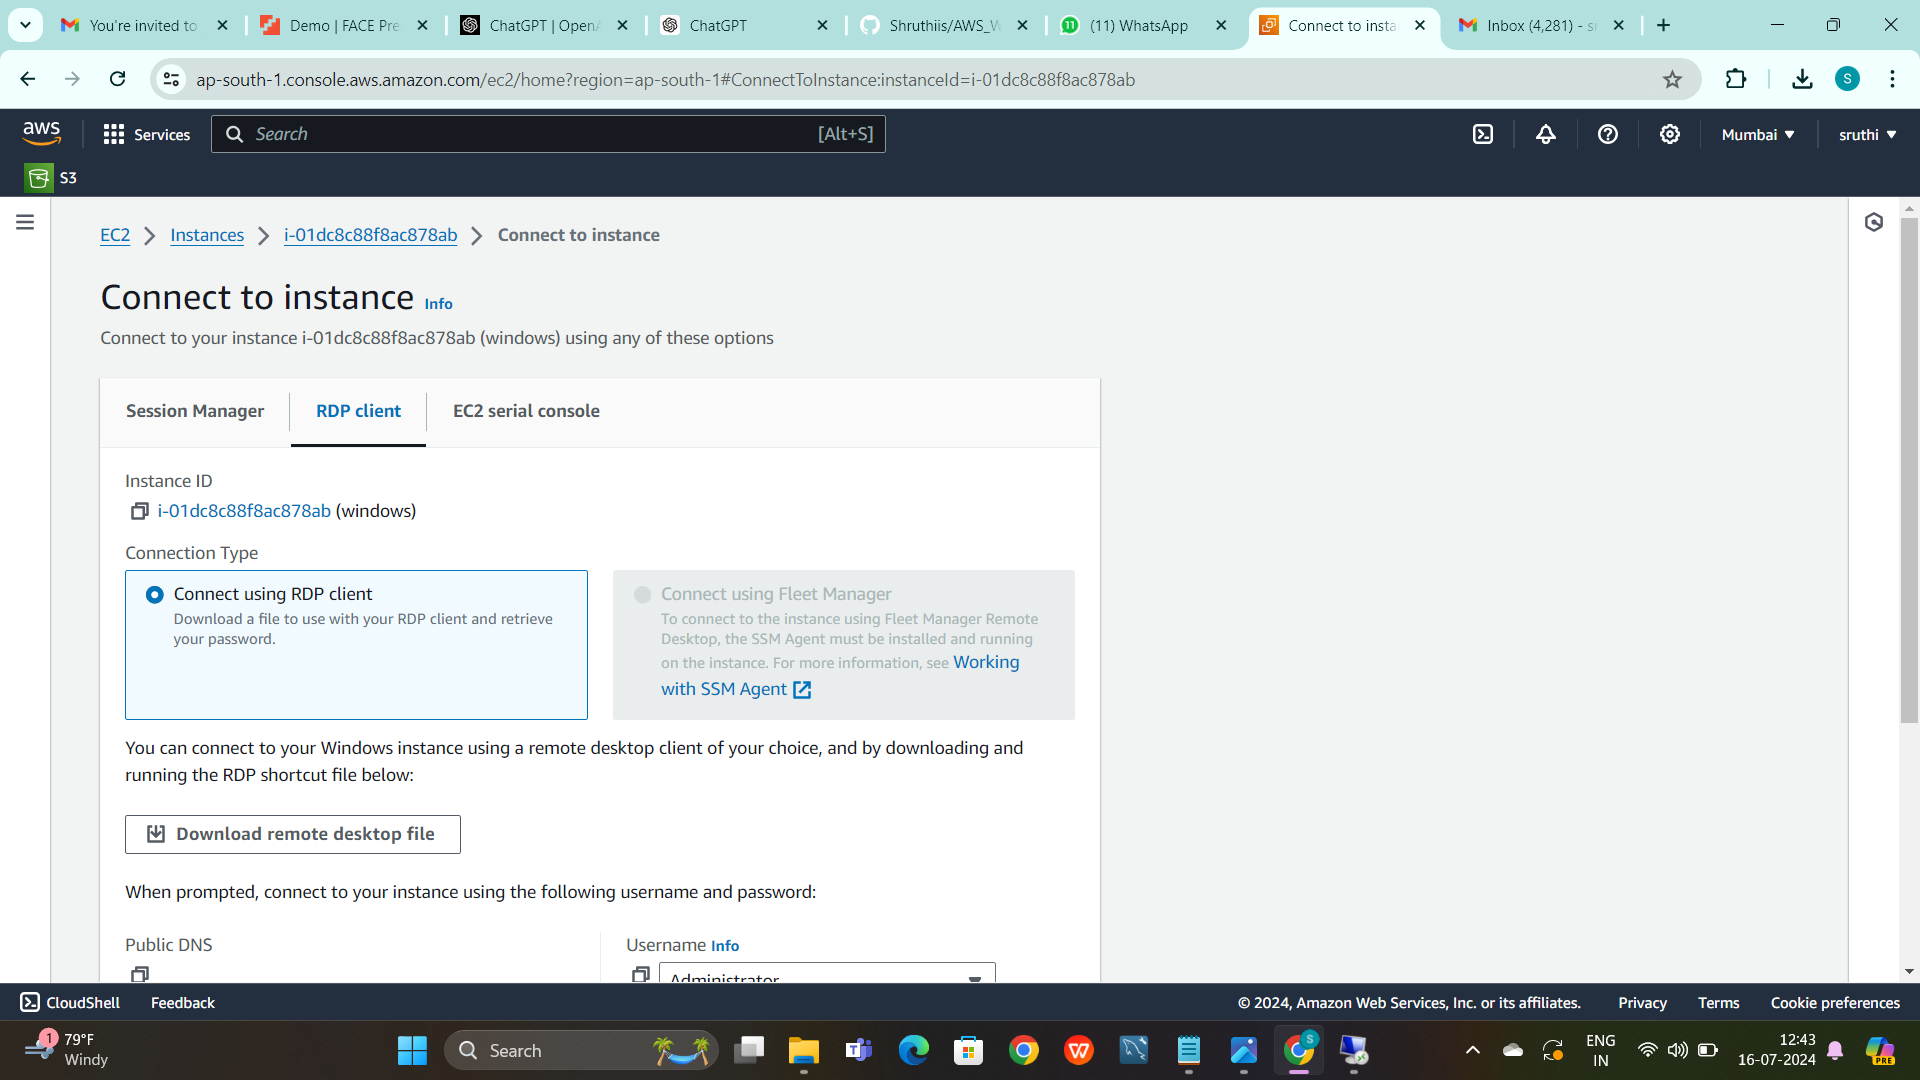 You're invited to
Demo | FACE Pre
ChatGPT | OpenA
ChatGPT
Shruthiis/AWS_W
(11) WhatsApp
Connect to insta
Inbox (4,281) - s
ap-south-1.console.aws.amazon.com/ec2/home?region=ap-south-1#ConnectToInstance:instanceId=i-01dc8c88f8ac878ab
S
aws
Services
Search
[Alt+S]
Mumbai
sruthi
S3
EC2
Instances
i-01dc8c88f8ac878ab
Connect to instance
Connect to instance Info
Connect to your instance i-01dc8c88f8ac878ab (windows) using any of these options
Session Manager
RDP client
EC2 serial console
Instance ID
i-01dc8c88f8ac878ab (windows)
Connection Type
Connect using RDP client
Download a file to use with your RDP client and retrieve
your password.
Connect using Fleet Manager
To connect to the instance using Fleet Manager Remote
Desktop, the SSM Agent must be installed and running
on the instance. For more information, see Working
with SSM Agent
You can connect to your Windows instance using a remote desktop client of your choice, and by downloading and
running the RDP shortcut file below:
Download remote desktop file
When prompted, connect to your instance using the following username and password:
Public DNS
Username Info
Administrator
CloudShell
Feedback
© 2024, Amazon Web Services, Inc. or its affiliates.
Privacy
Terms
Cookie preferences
1
79°F
Windy
Search
S
ENG
IN
12:43
16-07-2024
PRE